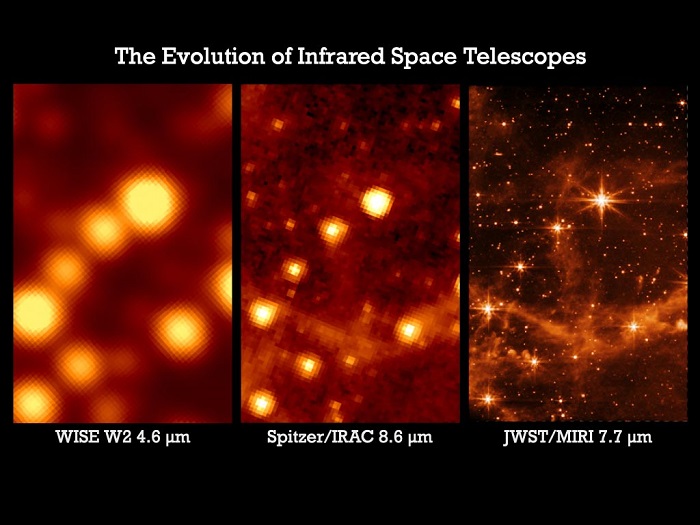 The Evolution of Infrared Space Telescopes
WISE W2 4.6 µm
Spitzer/IRAC 8.6 µm
JWST/MIRI 7.7 µm